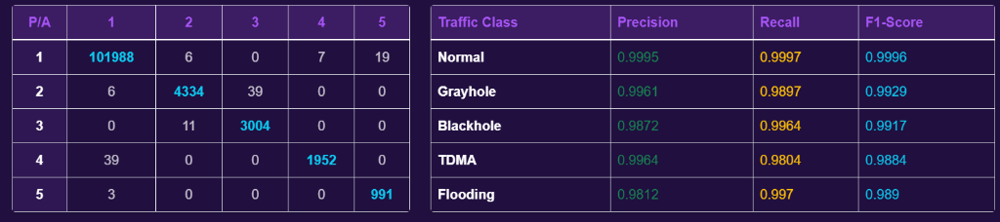 P/A 1 2 3 4 5
1 101988 6 0 7 19
2 6 4334 39 0 0
3 0 11 3004 0 0
4 39 0 0 1952 0
5 3 0 0 0 991
Traffic Class Precision Recall F1-Score
Normal 0.9995 0.9997 0.9996
Grayhole 0.9961 0.9897 0.9929
Blackhole 0.9872 0.9964 0.9917
TDMA 0.9964 0.9804 0.9884
Flooding 0.9812 0.997 0.989